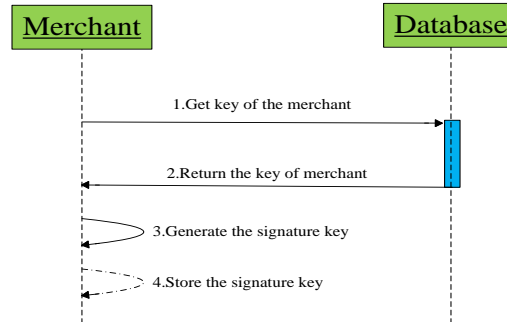 Merchant
Database
1.Get key of the merchant
2.Return the key of merchant
3.Generate the signature key
4.Store the signature key